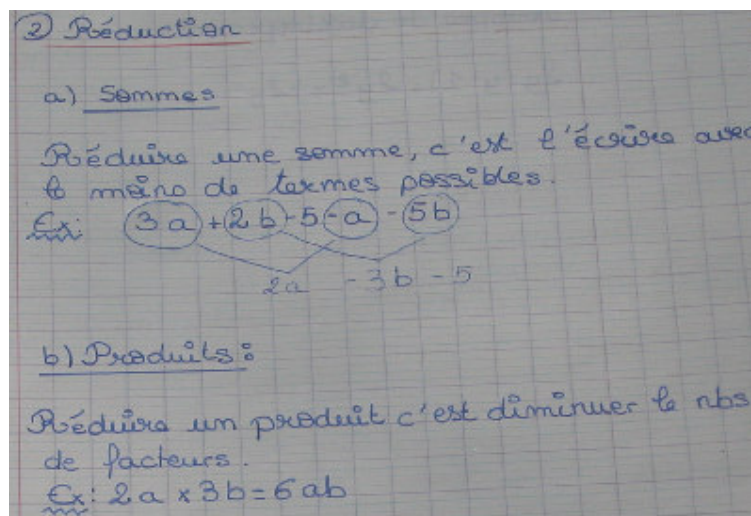 ② Réduction
a) Sommes
Réduire une somme, c'est l'écrire avec
le moins de termes possibles.
Ex: 3a + 2b - 5 - a - 5b
2a - 3b - 5
b) Produits :
Réduire un produit c'est diminuer le nbs
de facteurs.
Ex: 2a x 3b = 6ab